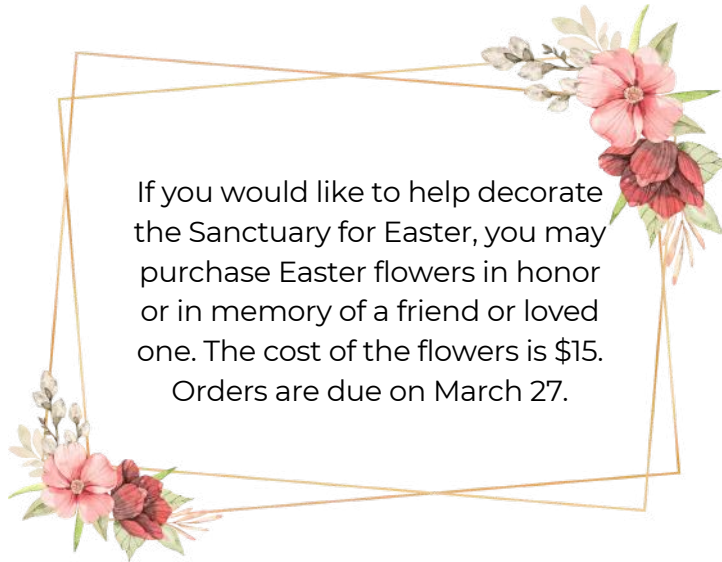 If you would like to help decorate
the Sanctuary for Easter, you may
purchase Easter flowers in honor
or in memory of a friend or loved
one. The cost of the flowers is $15.
Orders are due on March 27.